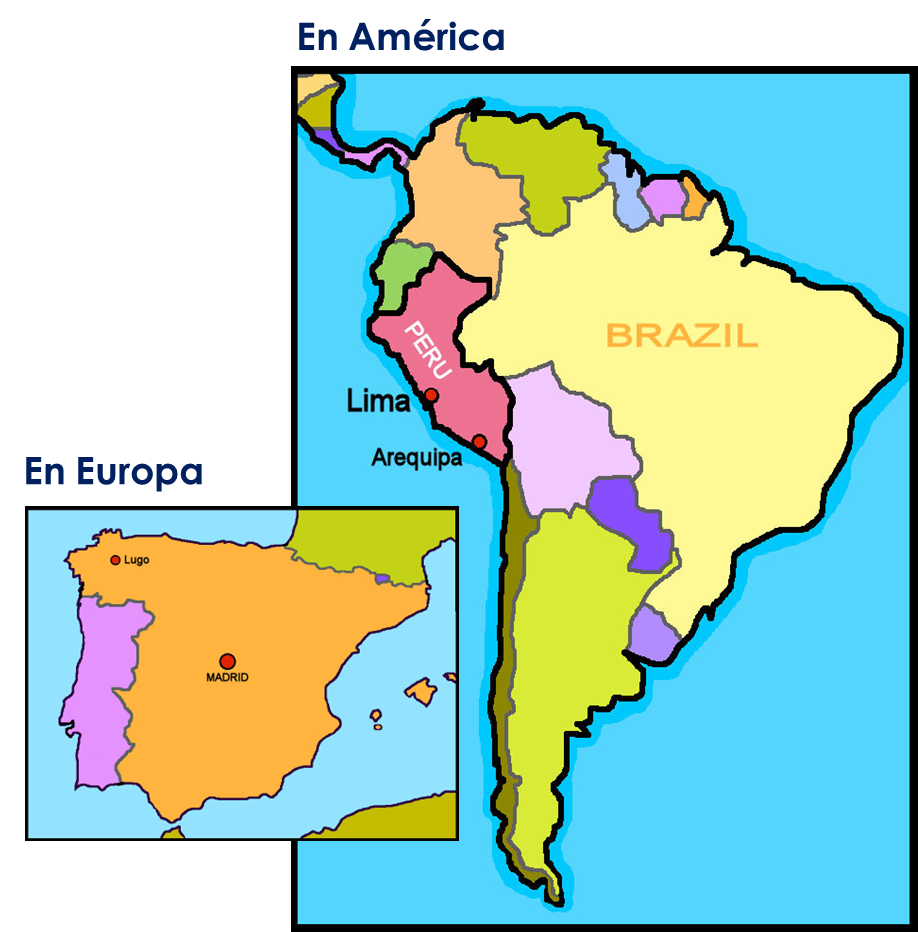 En América
BRAZIL
PERU
Lima
Arequipa
En Europa
Lugo
MADRID